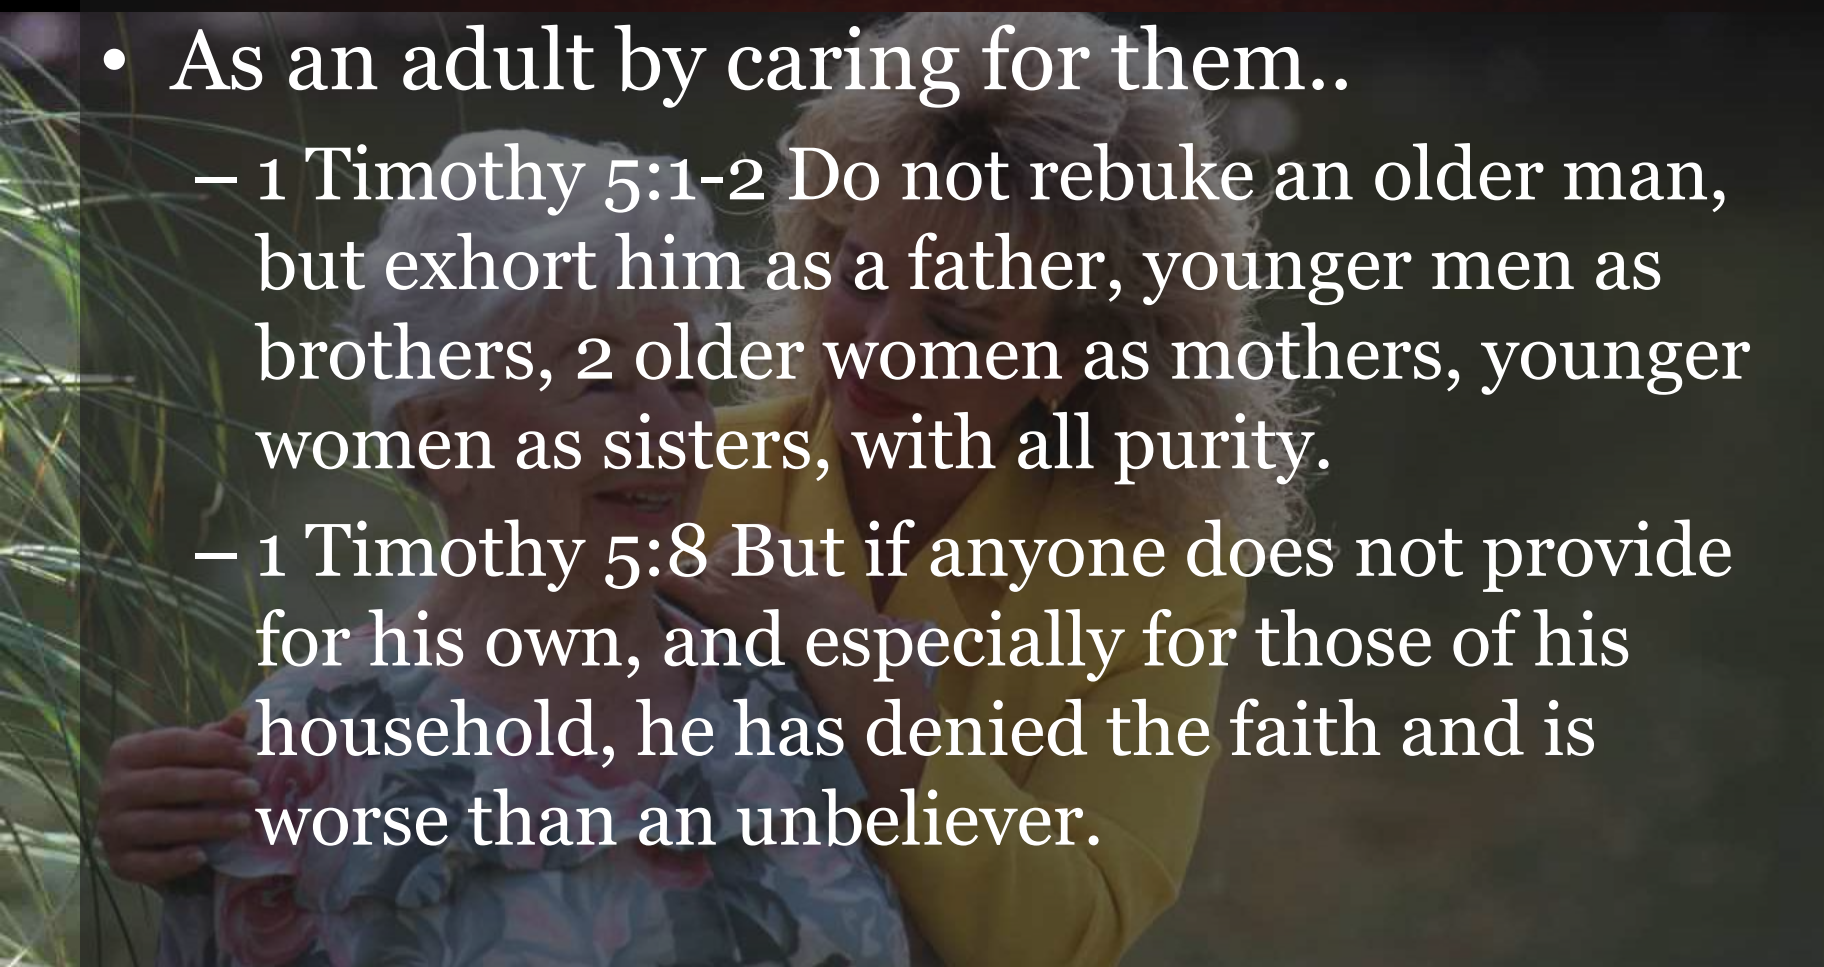 • As an adult by caring for them..
– 1 Timothy 5:1-2 Do not rebuke an older man,
but exhort him as a father, younger men as
brothers, 2 older women as mothers, younger
women as sisters, with all purity.
– 1 Timothy 5:8 But if anyone does not provide
for his own, and especially for those of his
household, he has denied the faith and is
worse than an unbeliever.